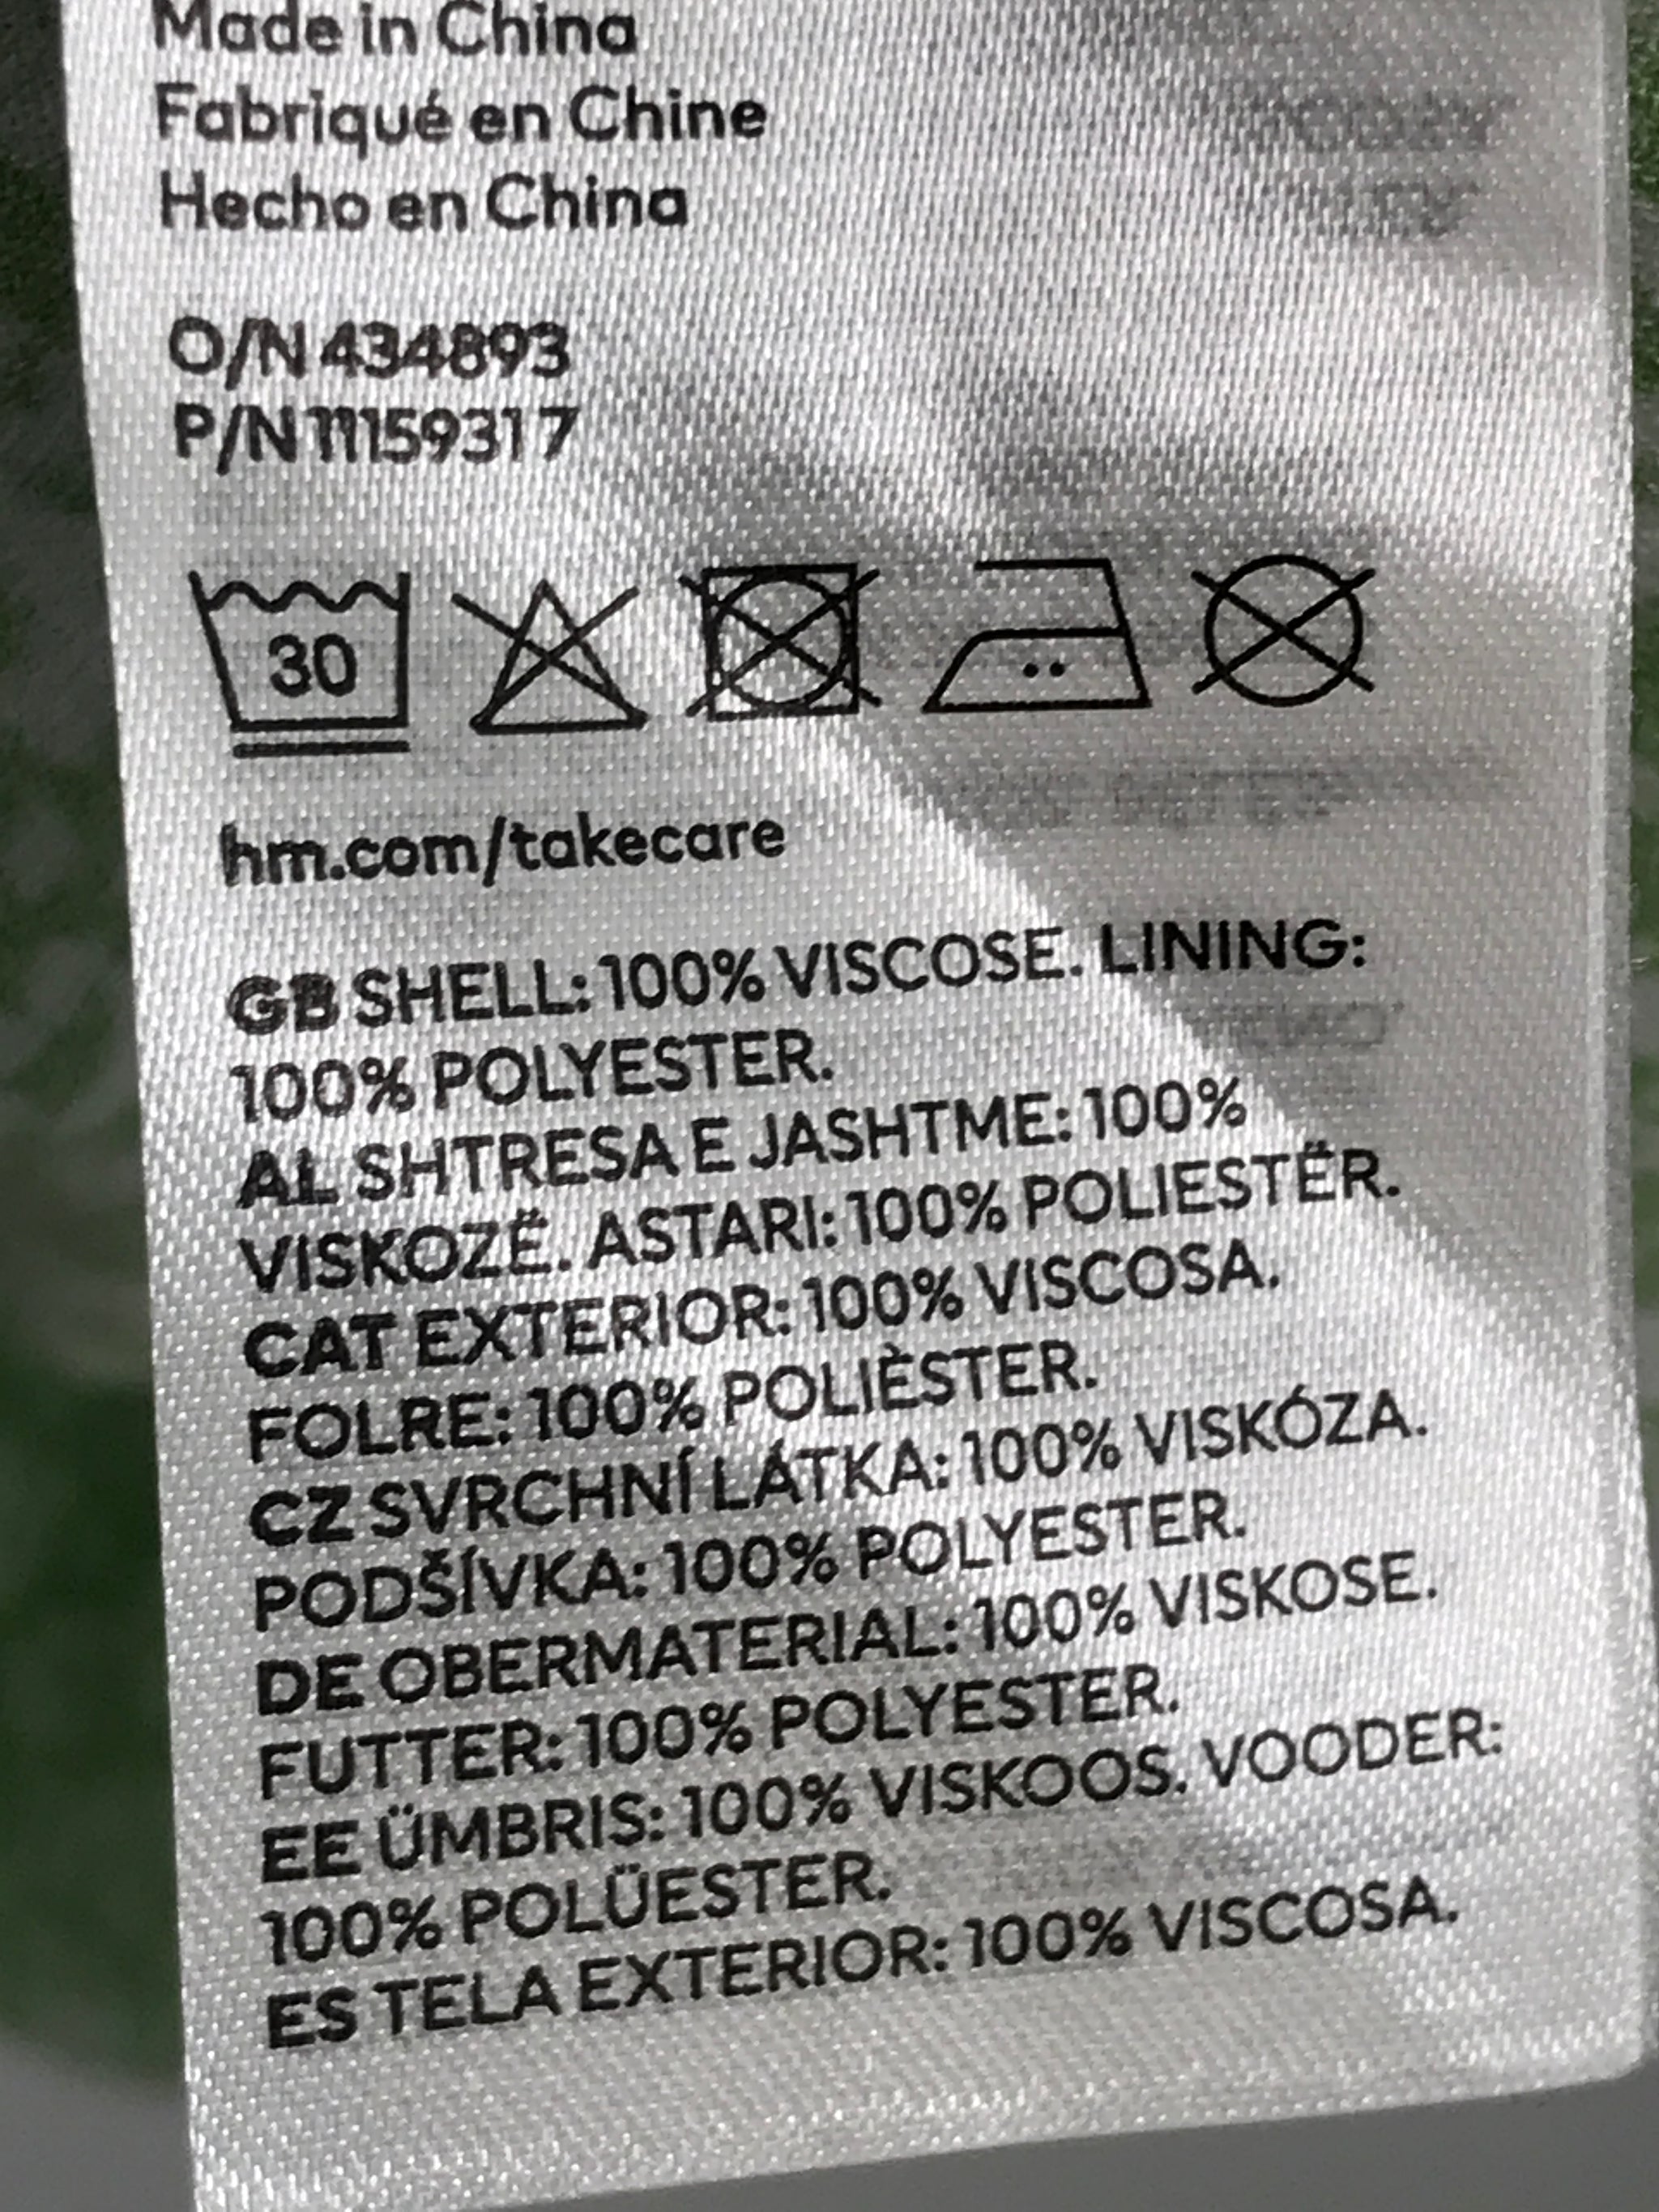 Made in China
Fabriqué en Chine
Hecho en China
O/N 434893
P/N 11159317
30
hm.com/takecare
GB SHELL: 100% VISCOSE. LINING:
100% POLYESTER.
AL SHTRESA E JASHTME: 100%
VISKOZË. ASTARI: 100% POLIESTËR.
CAT EXTERIOR: 100% VISCOSA.
FOLRE: 100% POLIÈSTER.
CZ SVRCHNÍ LÁTKA: 100% VISKÓZA.
PODŠÍVKA: 100% POLYESTER.
DE OBERMATERIAL: 100% VISKOSE.
FUTTER: 100% POLYESTER.
EE ÜMBRIS: 100% VISKOOS. VOODER:
100% POLÜESTER.
ES TELA EXTERIOR: 100% VISCOSA.